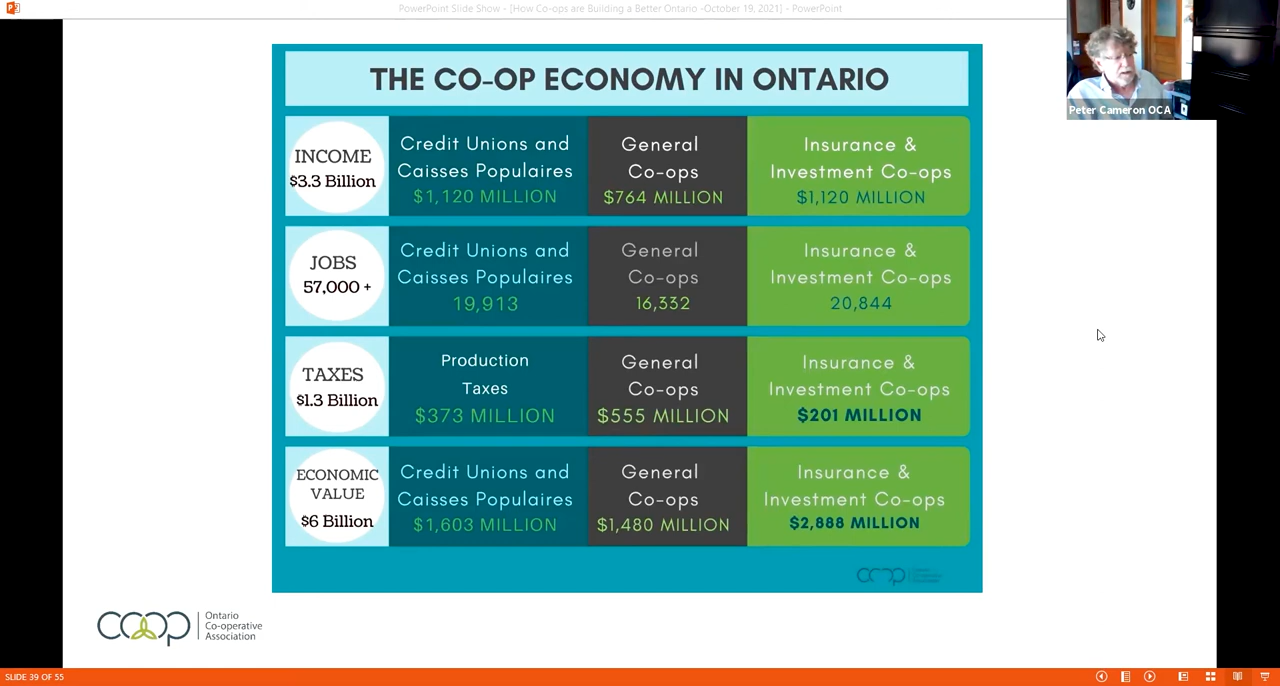 PowerPoint Slide Show - [How Co-ops are Building a Better Ontario -October 19, 2021] - PowerPoint
Peter Cameron OCA
THE CO-OP ECONOMY IN ONTARIO
INCOME
$3.3 Billion
Credit Unions and
Caisses Populaires
$1,120 MILLION
General
Co-ops
$764 MILLION
Insurance &
Investment Co-ops
$1,120 MILLION
JOBS
57,000 +
Credit Unions and
Caisses Populaires
19,913
General
Co-ops
16,332
Insurance &
Investment Co-ops
20,844
TAXES
$1.3 Billion
Production
Taxes
$373 MILLION
General
Co-ops
$555 MILLION
Insurance &
Investment Co-ops
$201 MILLION
ECONOMIC
VALUE
$6 Billion
Credit Unions and
Caisses Populaires
$1,603 MILLION
General
Co-ops
$1,480 MILLION
Insurance &
Investment Co-ops
$2,888 MILLION
coop
coop
Ontario
Co-operative
Association
SLIDE 39 OF 55